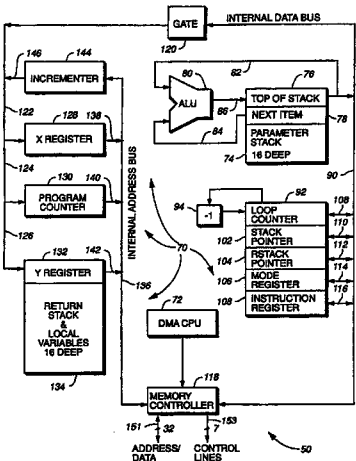 INTERNAL DATA BUS
GATE
120
146
144
INCREMENTER
122
128
138
X REGISTER
124
130
140
PROGRAM
COUNTER
126
132
142
Y REGISTER
RETURN
STACK
&
LOCAL
VARIABLES
16 DEEP
134
INTERNAL ADDRESS BUS
136
70
80
82
ALU
86
84
76
TOP OF STACK
NEXT ITEM
78
PARAMETER
STACK
74
16 DEEP
90
92
94
-1
LOOP
COUNTER
108
102
STACK
POINTER
110
104
RSTACK
POINTER
112
106
MODE
REGISTER
114
108
INSTRUCTION
REGISTER
116
72
DMA CPU
118
MEMORY
CONTROLLER
151
32
153
7
ADDRESS/
DATA
CONTROL
LINES
50